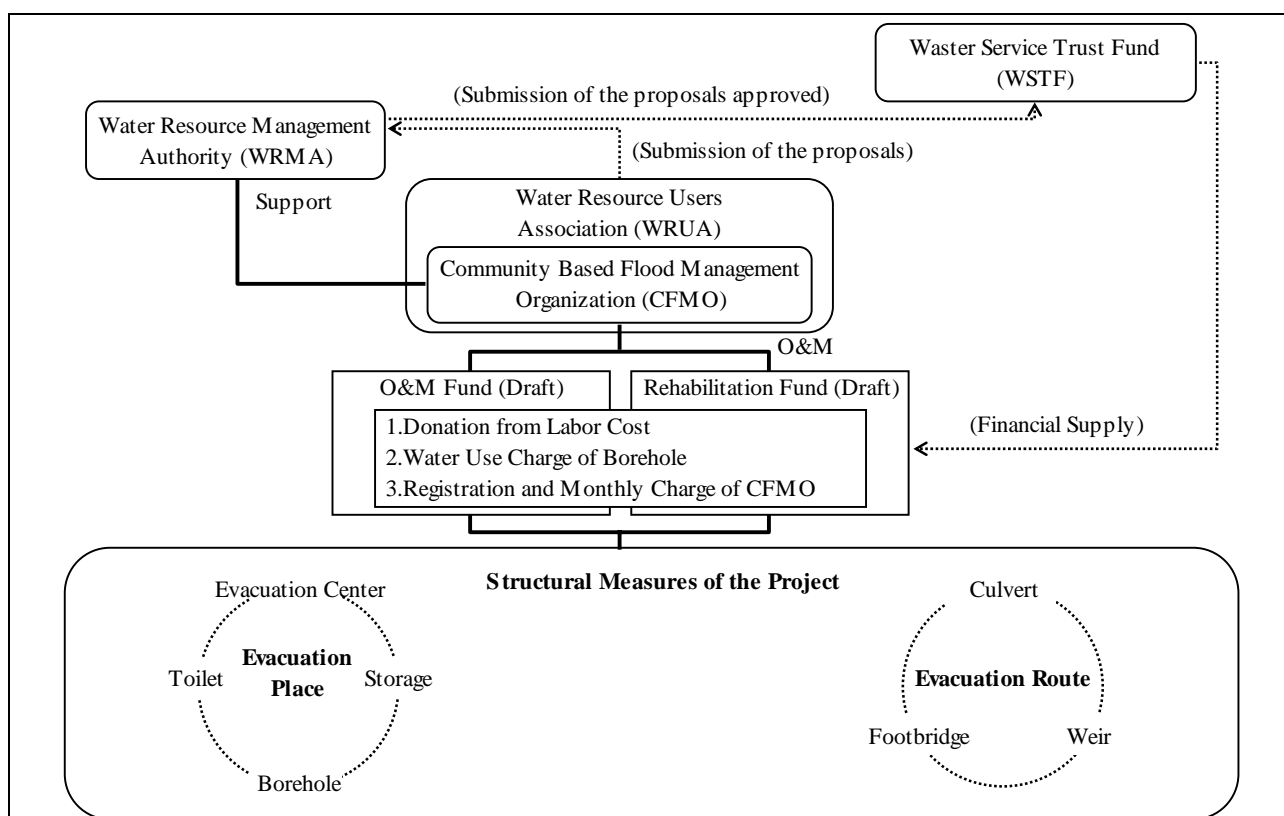 Waster Service Trust Fund
(WSTF)
(Submission of the proposals approved)
Water Resource Management
Authority (WRMA)
(Submission of the proposals)
Support
Water Resource Users
Association (WRUA)
Community Based Flood Management
Organization (CFMO)
O&M
O&M Fund (Draft)
Rehabilitation Fund (Draft)
1.Donation from Labor Cost
2.Water Use Charge of Borehole
3.Registration and Monthly Charge of CFMO
(Financial Supply)
Structural Measures of the Project
Evacuation Center
Toilet
Evacuation
Place
Storage
Borehole
Culvert
Evacuation Route
Footbridge
Weir